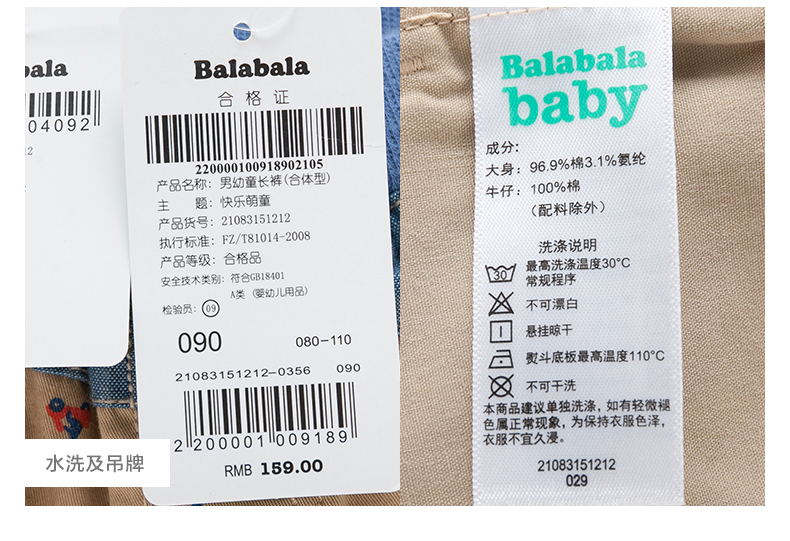 ala
04092
12
水洗及吊牌
Balabala
合格证
220000100918902105
产品名称：男幼童长裤(合体型)
主　题：快乐萌童
产品货号：21083151212
执行标准：FZ/T81014-2008
产品等级：合格品
安全技术类别：符合GB18401
A类（婴幼儿用品）
检验员：09
090 080-110
21083151212-0356 090
2 200001 009189
RMB 159.00
Balabala
baby
成分：
大身：96.9%棉3.1%氨纶
牛仔：100%棉
（配料除外）
洗涤说明
30
最高洗涤温度30°C
常规程序
不可漂白
悬挂晾干
熨斗底板最高温度110°C
不可干洗
本商品建议单独洗涤，如有轻微褪
色属正常现象，为保持衣服色泽，
衣服不宜久浸。
21083151212
029